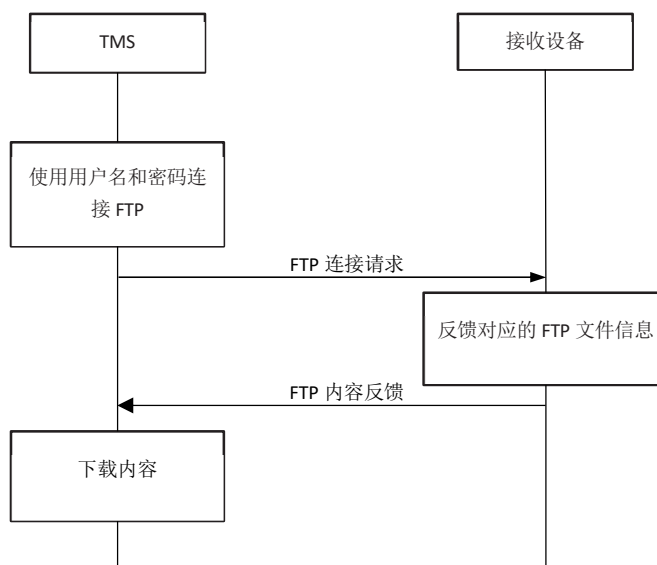 TMS
接收设备
使用用户名和密码连
接 FTP
FTP 连接请求
反馈对应的 FTP 文件信息
FTP 内容反馈
下载内容